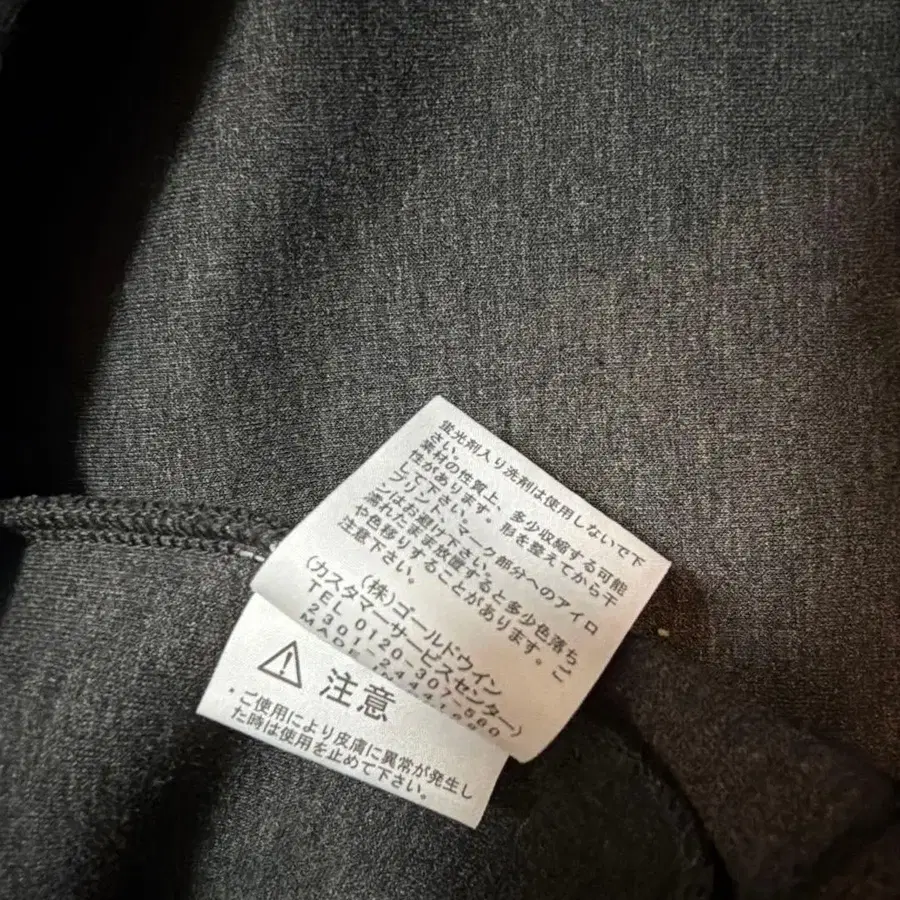 蛍光剤入り洗剤は使用しないで下
さい。
素材の性質上、多少収縮する可能
性があります。形を整えてから干
して下さい。
プリント、マーク部分へのアイロ
ンはお避け下さい。
濡れたまま放置すると多少色落ち
や色移りすることがあります。ご
注意下さい。
(株)ゴールドウイン
(カスタマーサービスセンター)
TEL 0120-307-560
⚠ 注意
・ご使用により皮膚に異常が発生し
た時は使用を止めて下さい。